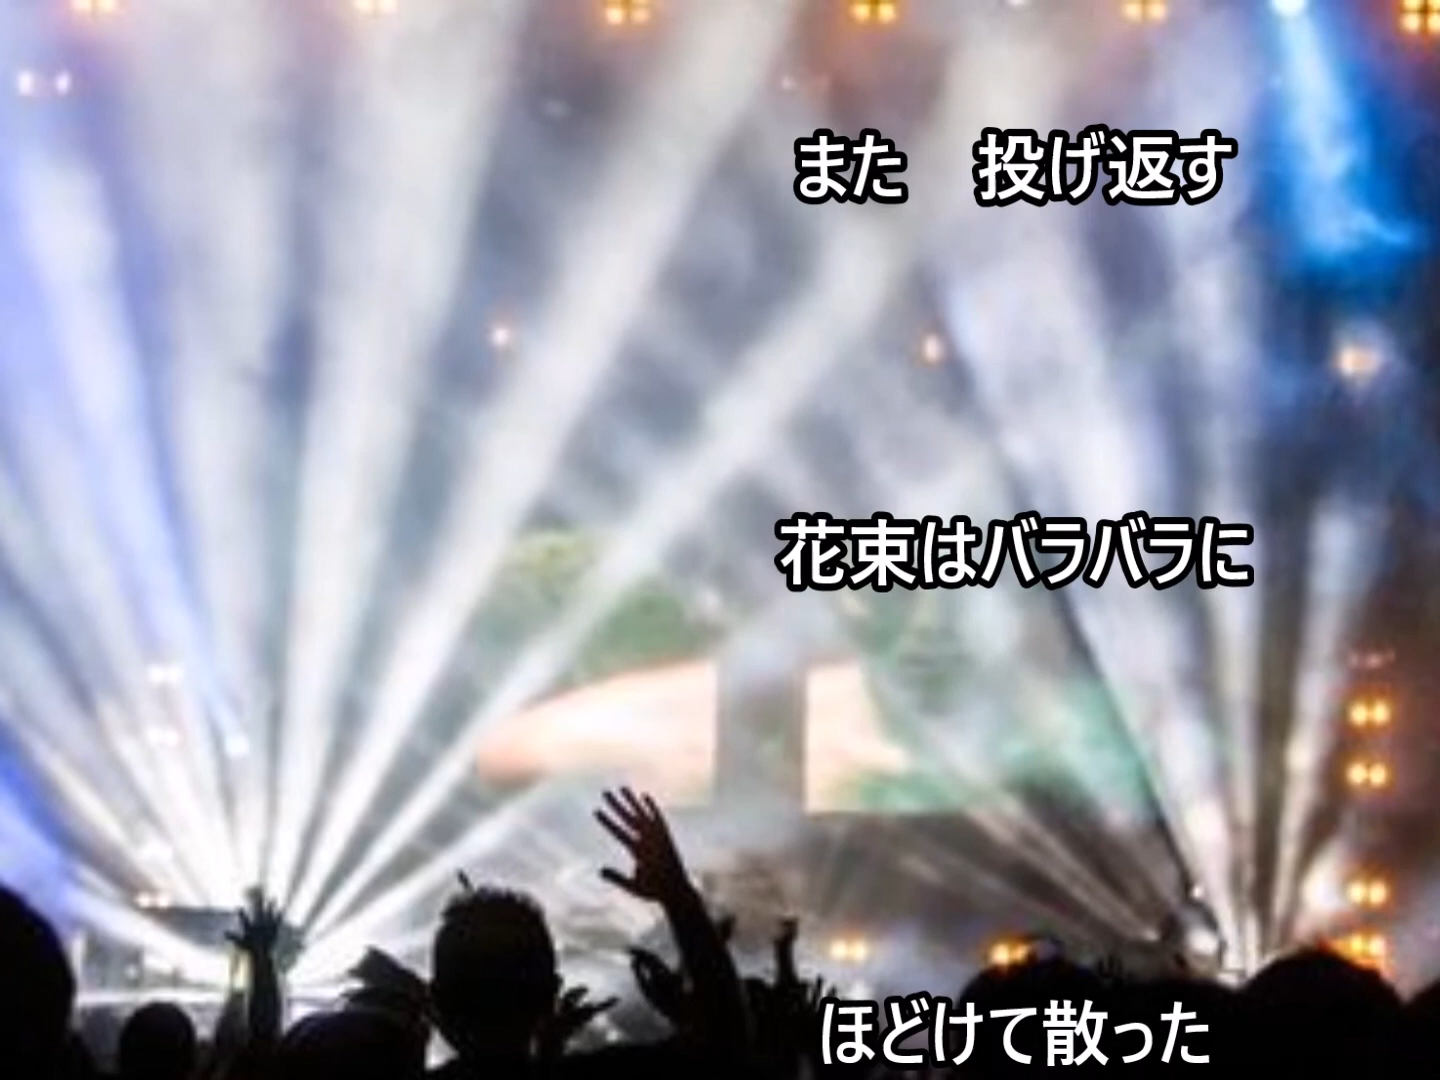 また　投げ返す
花束はバラバラに
ほどけて散った